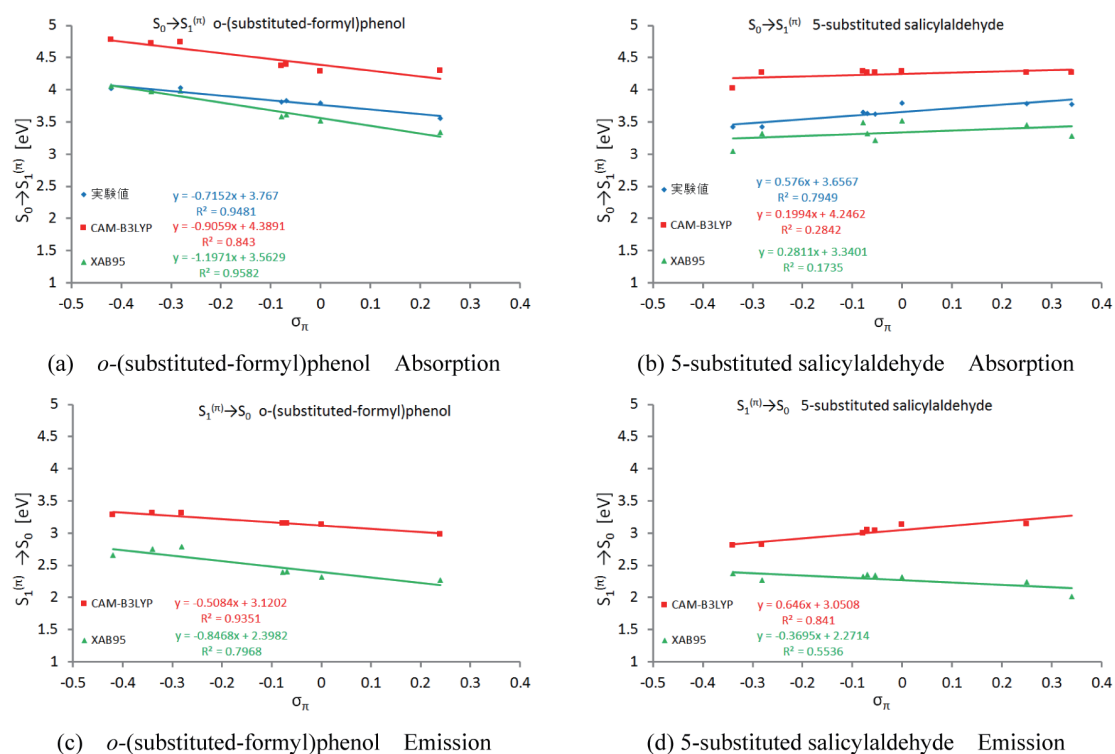 S₀→S₁⁽π⁾ o-(substituted-formyl)phenol
5
4.5
4
3.5
3
2.5
2
1.5
1
S₀→S₁⁽π⁾ [eV]
実験値 y = -0.7152x + 3.767
R² = 0.9481
CAM-B3LYP y = -0.9059x + 4.3891
R² = 0.843
XAB95 y = -1.1971x + 3.5629
R² = 0.9582
-0.5 -0.4 -0.3 -0.2 -0.1 0 0.1 0.2 0.3 0.4
σπ
(a) o-(substituted-formyl)phenol Absorption
S₀→S₁⁽π⁾ 5-substituted salicylaldehyde
5
4.5
4
3.5
3
2.5
2
1.5
1
S₀→S₁⁽π⁾ [eV]
実験値 y = 0.576x + 3.6567
R² = 0.7949
CAM-B3LYP y = 0.1994x + 4.2462
R² = 0.2842
XAB95 y = 0.2811x + 3.3401
R² = 0.1735
-0.5 -0.4 -0.3 -0.2 -0.1 0 0.1 0.2 0.3 0.4
σπ
(b) 5-substituted salicylaldehyde Absorption
S₁⁽π⁾→S₀ o-(substituted-formyl)phenol
5
4.5
4
3.5
3
2.5
2
1.5
1
S₁⁽π⁾ →S₀ [eV]
CAM-B3LYP y = -0.5084x + 3.1202
R² = 0.9351
XAB95 y = -0.8468x + 2.3982
R² = 0.7968
-0.5 -0.4 -0.3 -0.2 -0.1 0 0.1 0.2 0.3 0.4
σπ
(c) o-(substituted-formyl)phenol Emission
S₁⁽π⁾→S₀ 5-substituted salicylaldehyde
5
4.5
4
3.5
3
2.5
2
1.5
1
S₁⁽π⁾ →S₀ [eV]
CAM-B3LYP y = 0.646x + 3.0508
R² = 0.841
XAB95 y = -0.3695x + 2.2714
R² = 0.5536
-0.5 -0.4 -0.3 -0.2 -0.1 0 0.1 0.2 0.3 0.4
σπ
(d) 5-substituted salicylaldehyde Emission